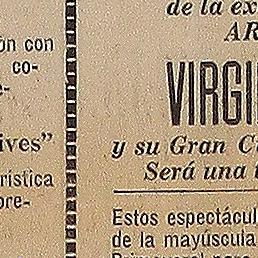 ón con
co-
e-
ives”
rística
ore-
de la ex
AR
VIRGI
y su Gran C
Será una
Estos espectácul
de la mayúscula